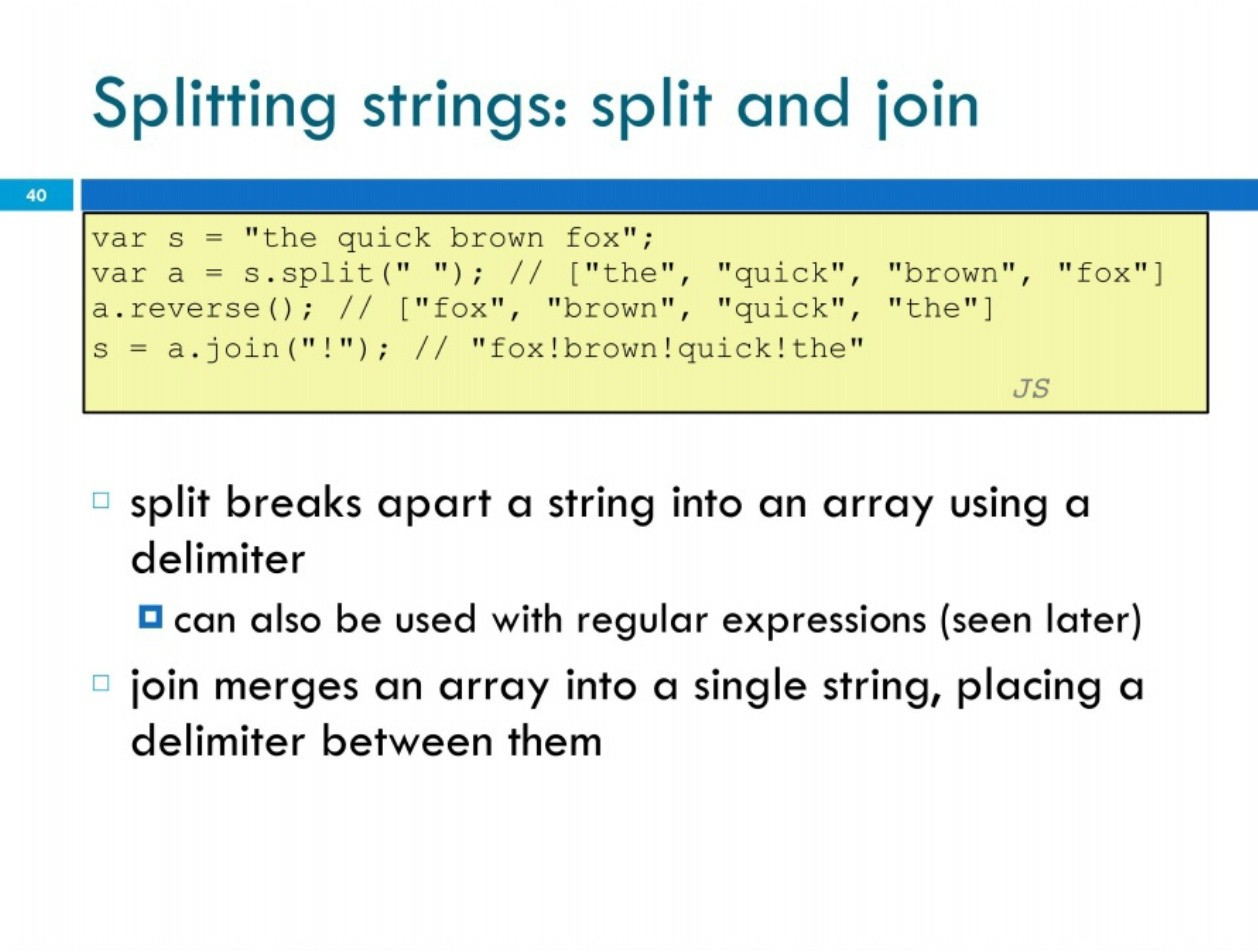 Splitting strings: split and join
40
var s = "the quick brown fox";
var a = s.split(" "); // ["the", "quick", "brown", "fox"]
a.reverse(); // ["fox", "brown", "quick", "the"]
s = a.join("!"); // "fox!brown!quick!the"
JS
split breaks apart a string into an array using a
delimiter
can also be used with regular expressions (seen later)
join merges an array into a single string, placing a
delimiter between them